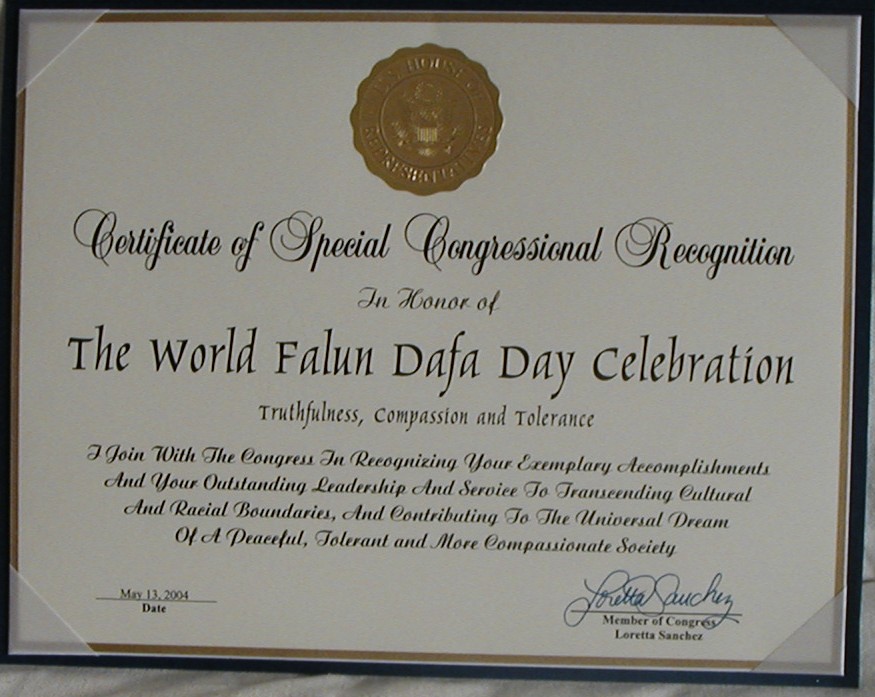 U.S. HOUSE OF
REPRESENTATIVES
Certificate of Special Congressional Recognition
In Honor of
The World Falun Dafa Day Celebration
Truthfulness, Compassion and Tolerance
I Join With The Congress In Recognizing Your Exemplary Accomplishments
And Your Outstanding Leadership And Service To Transcending Cultural
And Racial Boundaries, And Contributing To The Universal Dream
Of A Peaceful, Tolerant and More Compassionate Society
May 13, 2004
Date
Loretta Sanchez
Member of Congress
Loretta Sanchez